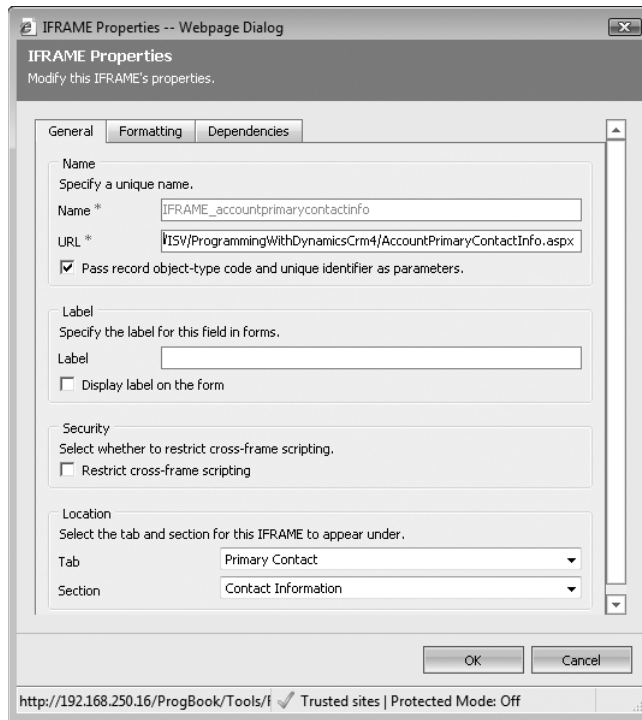 IFRAME Properties -- Webpage Dialog
IFRAME Properties
Modify this IFRAME's properties.
General Formatting Dependencies
Name
Specify a unique name.
Name * IFRAME_accountprimarycontactinfo
URL * /ISV/ProgrammingWithDynamicsCrm4/AccountPrimaryContactInfo.aspx
Pass record object-type code and unique identifier as parameters.
Label
Specify the label for this field in forms.
Label
Display label on the form
Security
Select whether to restrict cross-frame scripting.
Restrict cross-frame scripting
Location
Select the tab and section for this IFRAME to appear under.
Tab Primary Contact
Section Contact Information
OK Cancel
http://192.168.250.16/ProgBook/Tools/F Trusted sites | Protected Mode: Off